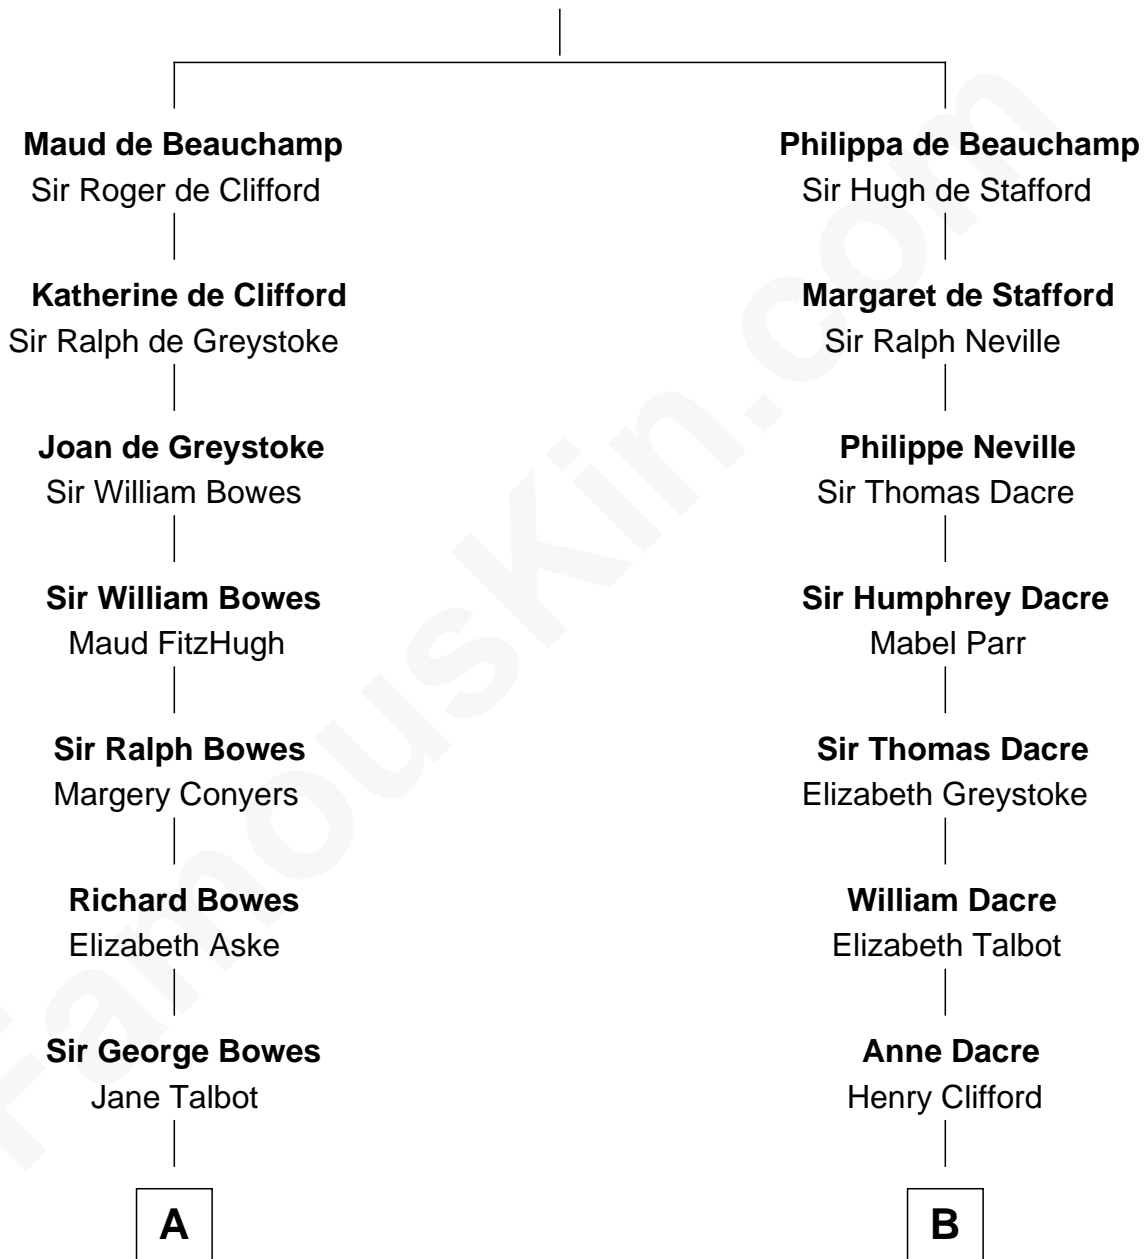 Maud de Beauchamp
Sir Roger de Clifford
Katherine de Clifford
Sir Ralph de Greystoke
Joan de Greystoke
Sir William Bowes
Sir William Bowes
Maud FitzHugh
Sir Ralph Bowes
Margery Conyers
Richard Bowes
Elizabeth Aske
Sir George Bowes
Jane Talbot
A
Philippa de Beauchamp
Sir Hugh de Stafford
Margaret de Stafford
Sir Ralph Neville
Philippe Neville
Sir Thomas Dacre
Sir Humphrey Dacre
Mabel Parr
Sir Thomas Dacre
Elizabeth Greystoke
William Dacre
Elizabeth Talbot
Anne Dacre
Henry Clifford
B
FamousKin.com